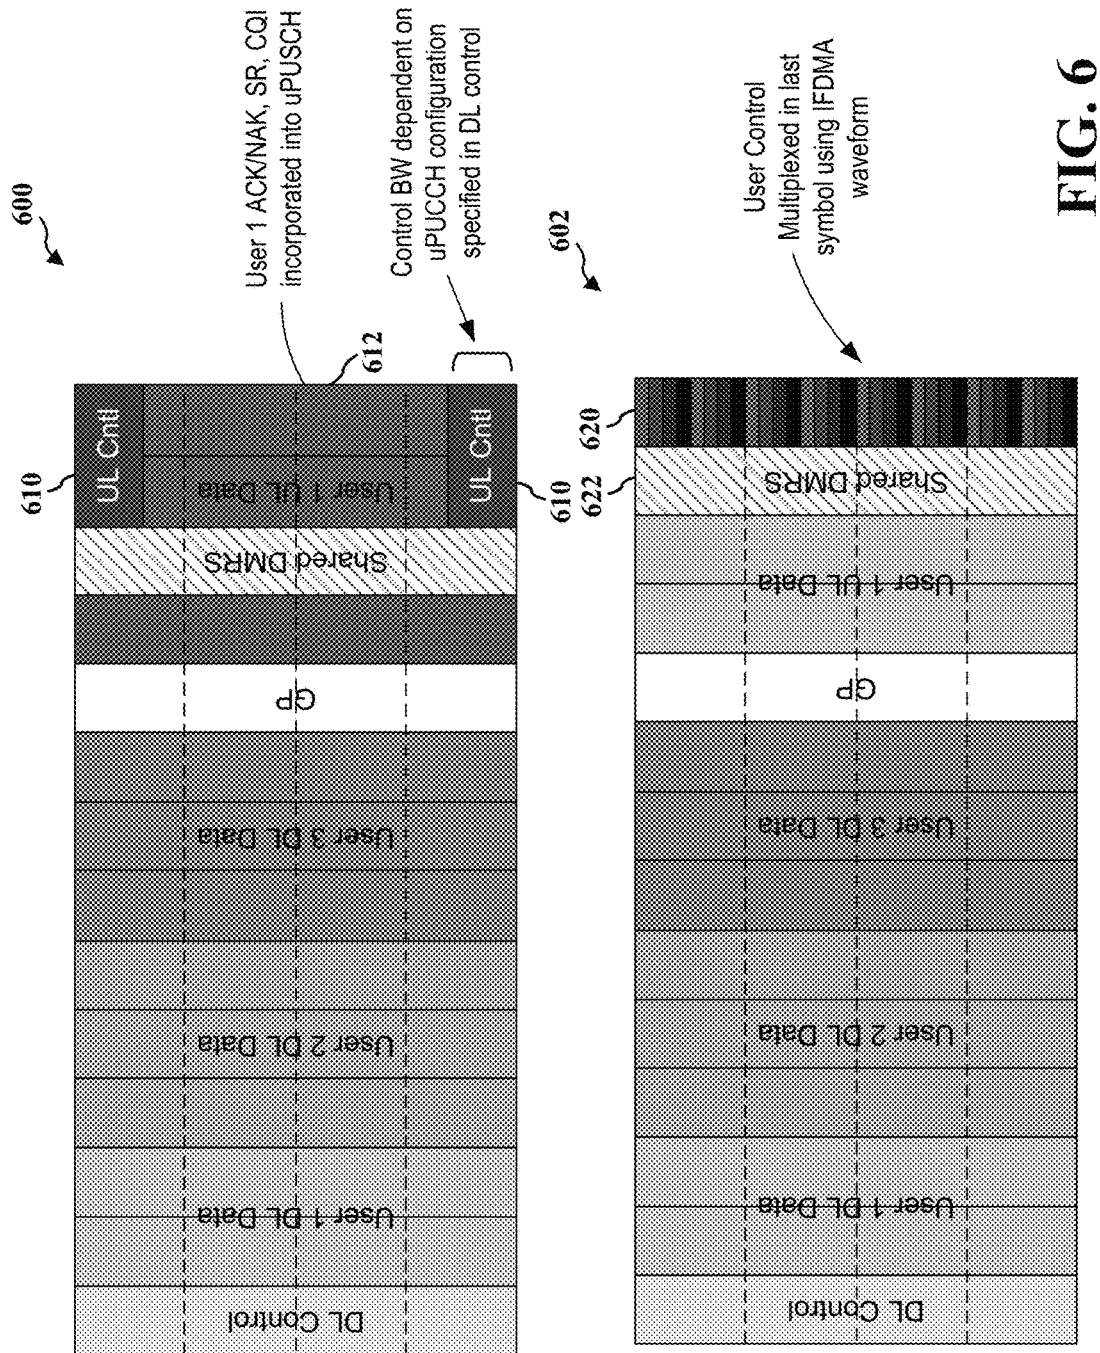 600
User 1 ACK/NAK, SR, CQI
incorporated into uPUSCH
Control BW dependent on
uPUCCH configuration
specified in DL control
612
610
UL Cntl
UL Cntl
610
User 1 UL Data
Shared DMRS
GP
User 3 DL Data
User 2 DL Data
User 1 DL Data
DL Control
602
User Control
Multiplexed in last
symbol using IFDMA
waveform
620
622
Shared DMRS
User 1 UL Data
GP
User 3 DL Data
User 2 DL Data
User 1 DL Data
DL Control
FIG. 6